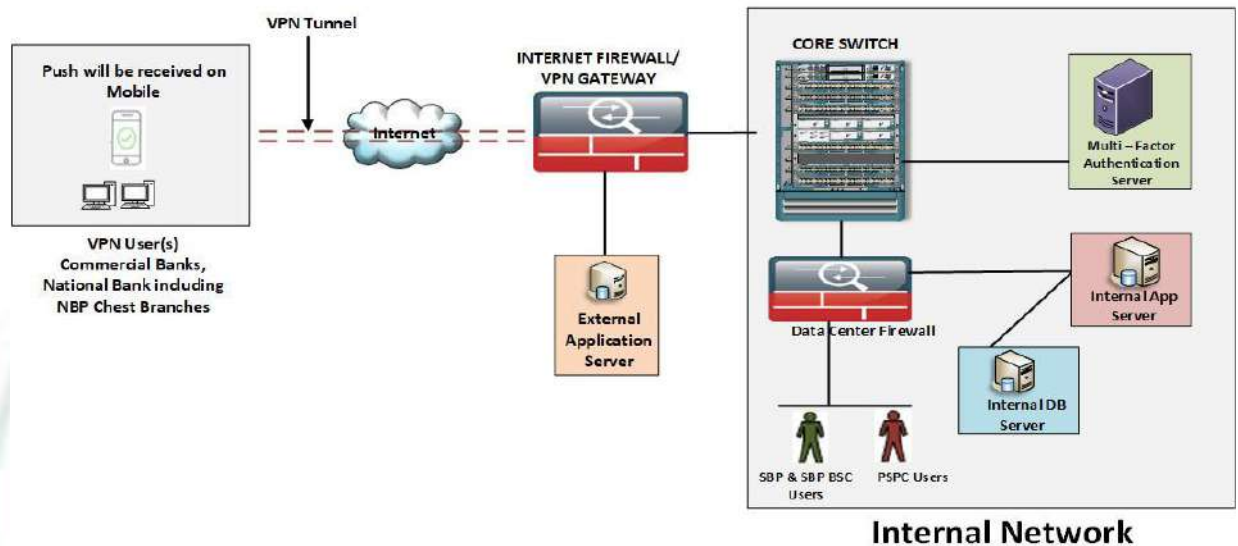 VPN Tunnel
Push will be received on
Mobile
VPN User(s)
Commercial Banks,
National Bank including
NBP Chest Branches
Internet
INTERNET FIREWALL/
VPN GATEWAY
External
Application
Server
CORE SWITCH
Multi – Factor
Authentication
Server
Data Center Firewall
Internal App
Server
Internal DB
Server
SBP & SBP BSC
Users
PSPC Users
Internal Network